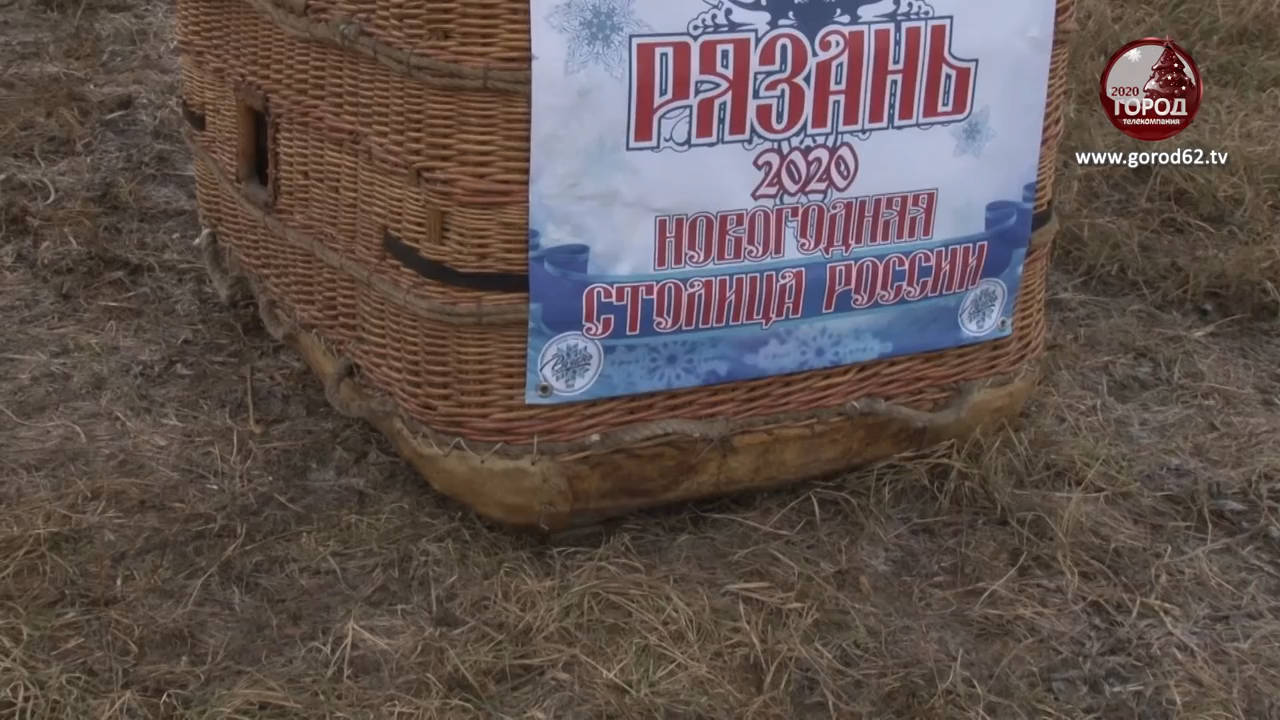 РЯЗАНЬ
2020
НОВОГОДНЯЯ
СТОЛИЦА РОССИИ
2020
ГОРОД
телекомпания
www.gorod62.tv